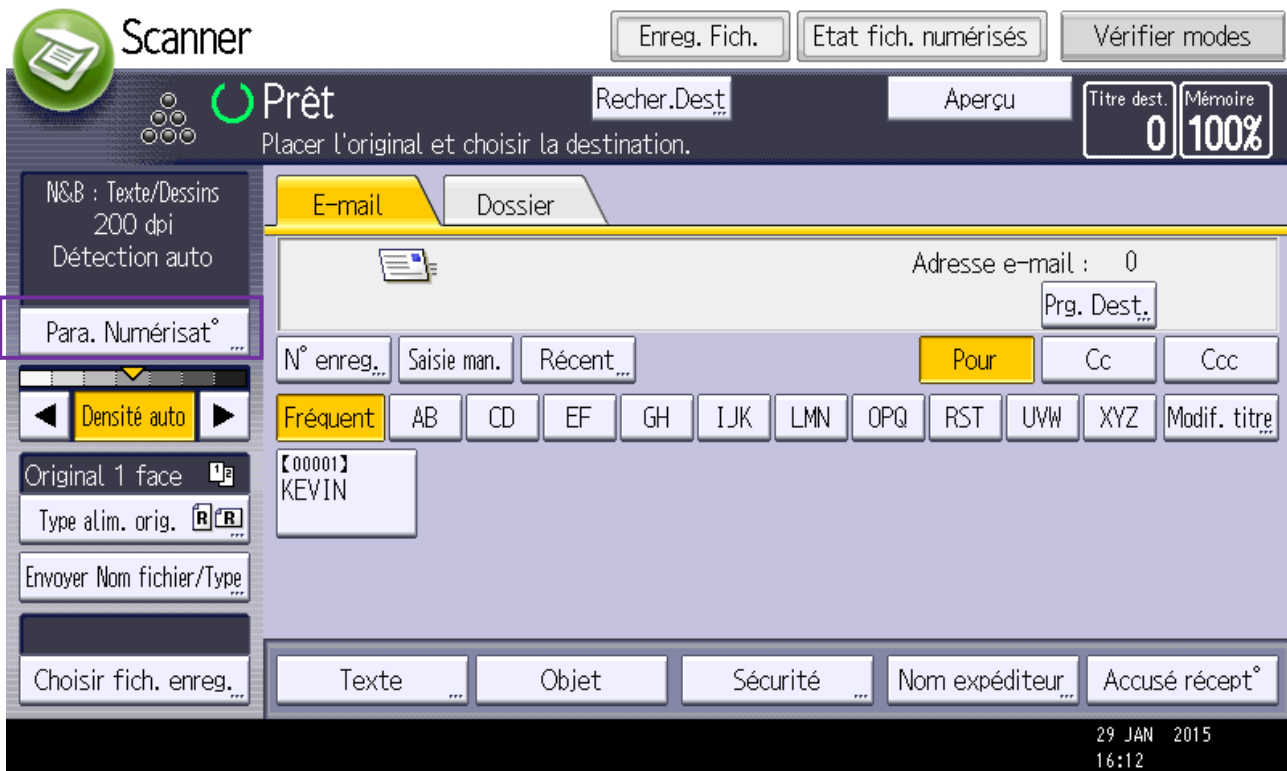 Scanner
Enreg. Fich.
Etat fich. numérisés
Vérifier modes
Prêt
Recher.Dest
Aperçu
Titre dest.
0
Mémoire
100%
Placer l'original et choisir la destination.
N&B : Texte/Dessins
200 dpi
Détection auto
Para. Numérisat°
Densité auto
Original 1 face
Type alim. orig.
Envoyer Nom fichier/Type
Choisir fich. enreg.
E-mail
Dossier
Adresse e-mail : 0
Prg. Dest.
N° enreg.
Saisie man.
Récent
Pour
Cc
Ccc
Fréquent
AB
CD
EF
GH
IJK
LMN
OPQ
RST
UVW
XYZ
Modif. titre
【00001】
KEVIN
Texte
Objet
Sécurité
Nom expéditeur
Accusé récept°
29 JAN 2015
16:12